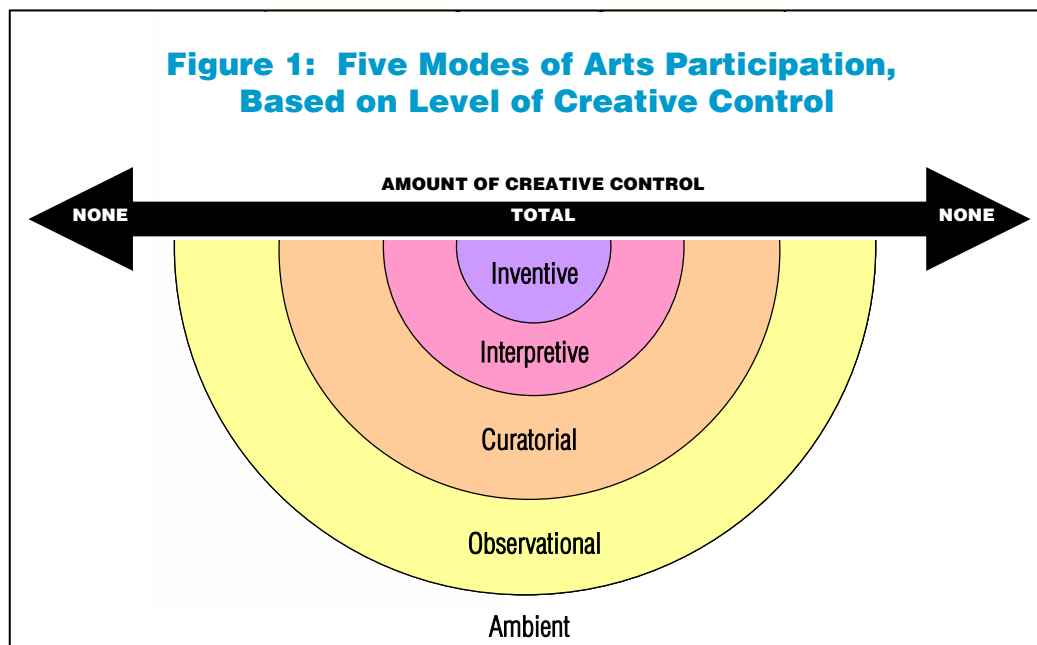 Figure 1: Five Modes of Arts Participation,
Based on Level of Creative Control
AMOUNT OF CREATIVE CONTROL
NONE TOTAL NONE
Inventive
Interpretive
Curatorial
Observational
Ambient